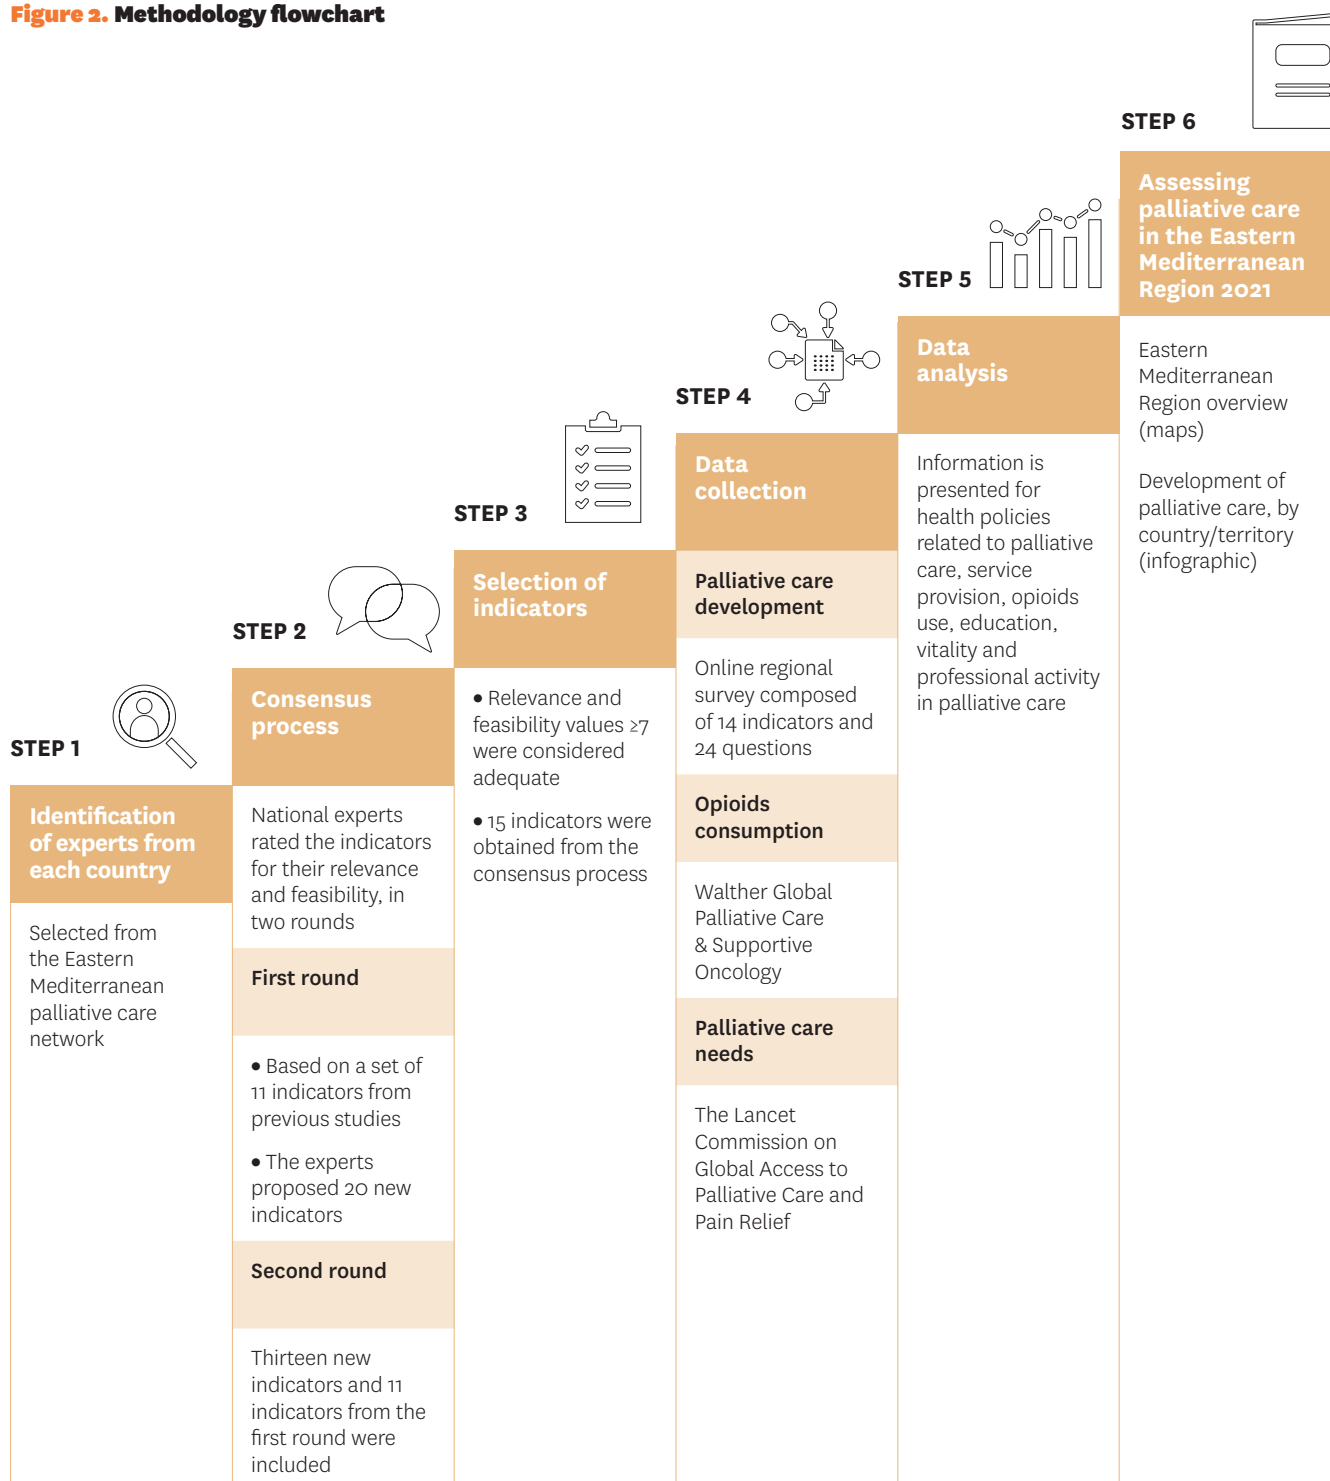 Figure 2. Methodology flowchart
STEP 1
Identification
of experts from
each country
Selected from
the Eastern
Mediterranean
palliative care
network
STEP 2
Consensus
process
National experts
rated the indicators
for their relevance
and feasibility, in
two rounds
First round
• Based on a set of
11 indicators from
previous studies
• The experts
proposed 20 new
indicators
Second round
Thirteen new
indicators and 11
indicators from the
first round were
included
STEP 3
Selection of
indicators
• Relevance and
feasibility values ≥7
were considered
adequate
• 15 indicators were
obtained from the
consensus process
STEP 4
Data
collection
Palliative care
development
Online regional
survey composed
of 14 indicators and
24 questions
Opioids
consumption
Walther Global
Palliative Care
& Supportive
Oncology
Palliative care
needs
The Lancet
Commission on
Global Access to
Palliative Care and
Pain Relief
STEP 5
Data
analysis
Information is
presented for
health policies
related to palliative
care, service
provision, opioids
use, education,
vitality and
professional activity
in palliative care
STEP 6
Assessing
palliative care
in the Eastern
Mediterranean
Region 2021
Eastern
Mediterranean
Region overview
(maps)
Development of
palliative care, by
country/territory
(infographic)